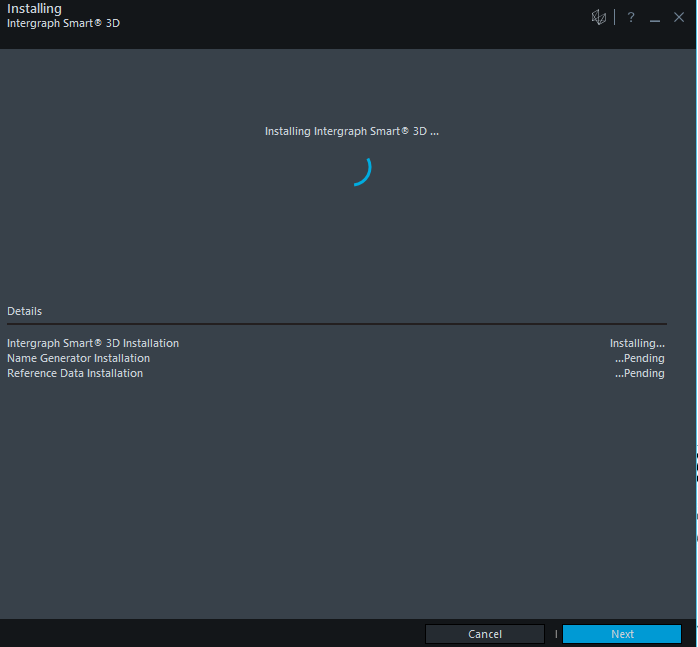 Installing
Intergraph Smart® 3D
?
Installing Intergraph Smart® 3D ...
Details
Intergraph Smart® 3D Installation Installing...
Name Generator Installation ...Pending
Reference Data Installation ...Pending
Cancel | Next